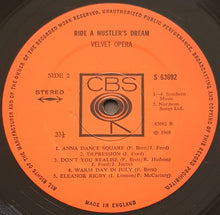 UNAUTHORISED PUBLIC PERFORMANCE, BROADCASTING AND COPYING OF THIS RECORD PROHIBITED
ALL RIGHTS OF THE MANUFACTURER AND OF THE OWNER OF THE RECORDED WORK RESERVED
RIDE A HUSTLER'S DREAM
VELVET OPERA
SIDE 2
S 63692
STEREO
CBS
1-4. Southern Music
5. Northern Songs Ltd.
33⅓
℗ 1969
1. ANNA DANCE SQUARE (P. Brett; J. Ford)
2. DEPRESSION (J. Ford)
3. DON'T YOU REALISE (P. Brett; R. Hudson)
4. WARM DAY IN JULY (P. Brett)
5. ELEANOR RIGBY (J. Lennon; P. McCartney)
MADE IN ENGLAND